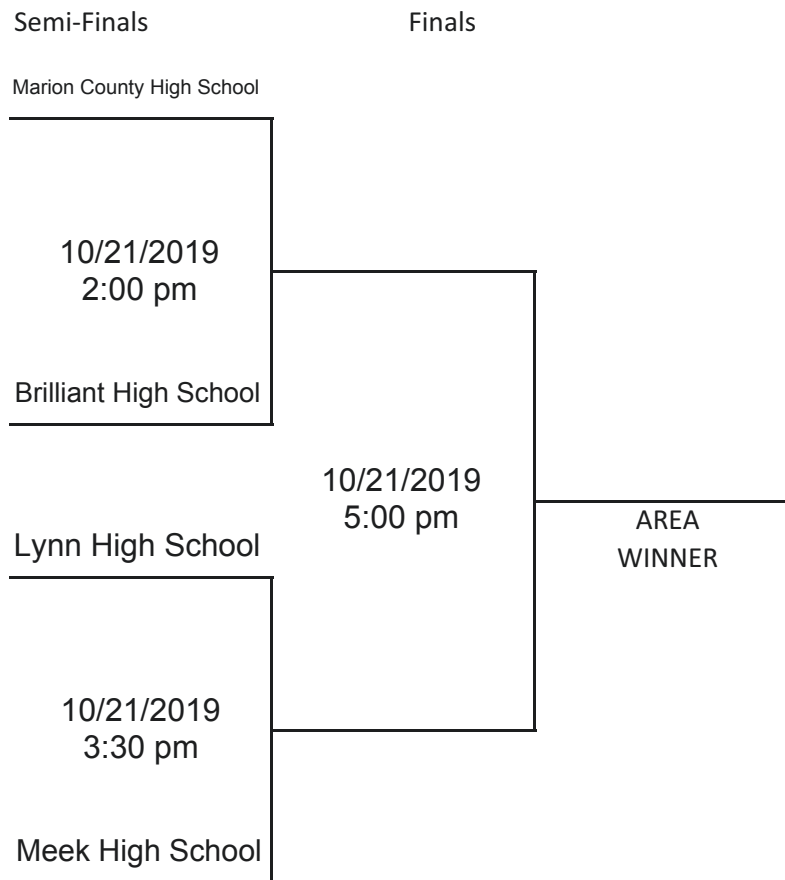 Semi-Finals
Finals
Marion County High School
10/21/2019
2:00 pm
Brilliant High School
10/21/2019
5:00 pm
AREA
WINNER
Lynn High School
10/21/2019
3:30 pm
Meek High School